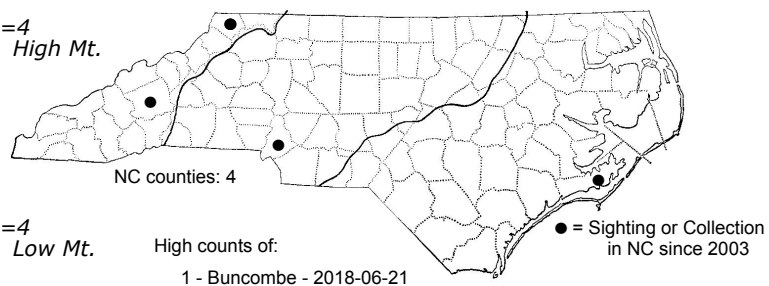 =4
High Mt.
NC counties: 4
=4
Low Mt.
High counts of:
1 - Buncombe - 2018-06-21
● = Sighting or Collection
in NC since 2003